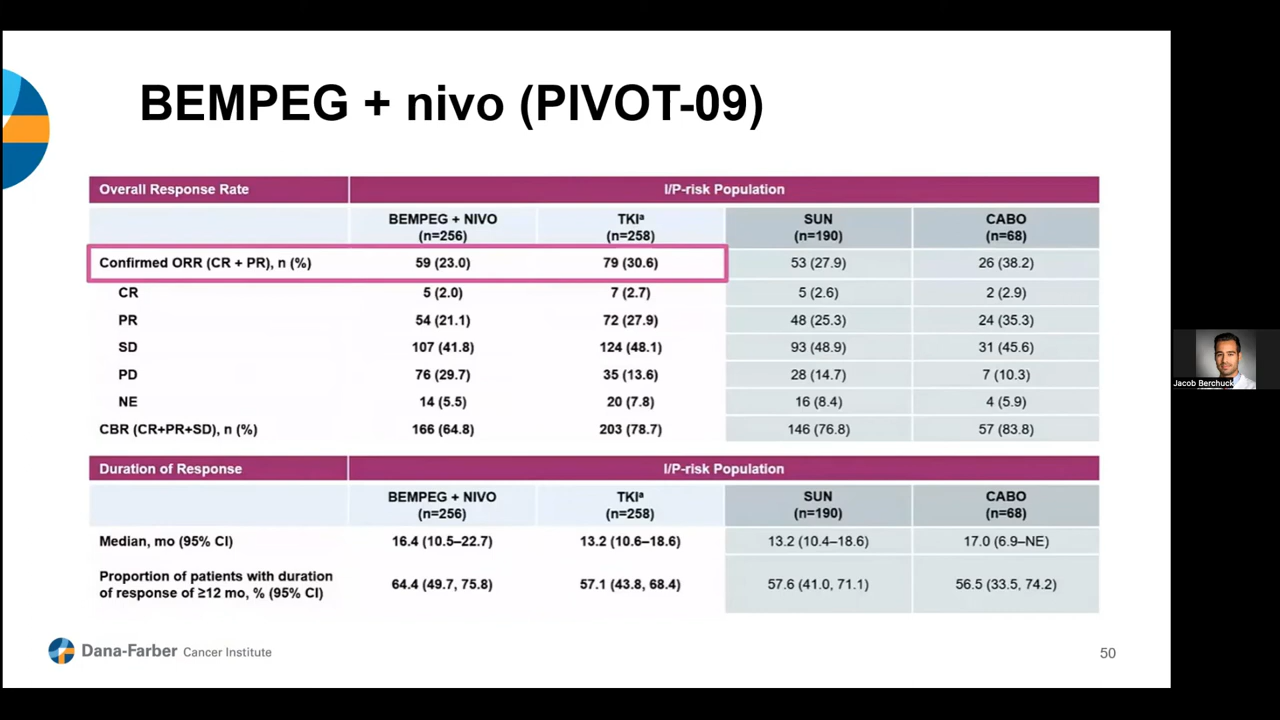 BEMPEG + nivo (PIVOT-09)
Overall Response Rate I/P-risk Population
BEMPEG + NIVO TKIa SUN CABO
(n=256) (n=258) (n=190) (n=68)
Confirmed ORR (CR + PR), n (%) 59 (23.0) 79 (30.6) 53 (27.9) 26 (38.2)
CR 5 (2.0) 7 (2.7) 5 (2.6) 2 (2.9)
PR 54 (21.1) 72 (27.9) 48 (25.3) 24 (35.3)
SD 107 (41.8) 124 (48.1) 93 (48.9) 31 (45.6)
PD 76 (29.7) 35 (13.6) 28 (14.7) 7 (10.3)
NE 14 (5.5) 20 (7.8) 16 (8.4) 4 (5.9)
CBR (CR+PR+SD), n (%) 166 (64.8) 203 (78.7) 146 (76.8) 57 (83.8)
Duration of Response I/P-risk Population
BEMPEG + NIVO TKIa SUN CABO
(n=256) (n=258) (n=190) (n=68)
Median, mo (95% CI) 16.4 (10.5–22.7) 13.2 (10.6–18.6) 13.2 (10.4–18.6) 17.0 (6.9–NE)
Proportion of patients with duration
of response of ≥12 mo, % (95% CI) 64.4 (49.7, 75.8) 57.1 (43.8, 68.4) 57.6 (41.0, 71.1) 56.5 (33.5, 74.2)
Dana-Farber Cancer Institute
50
Jacob Berchuck